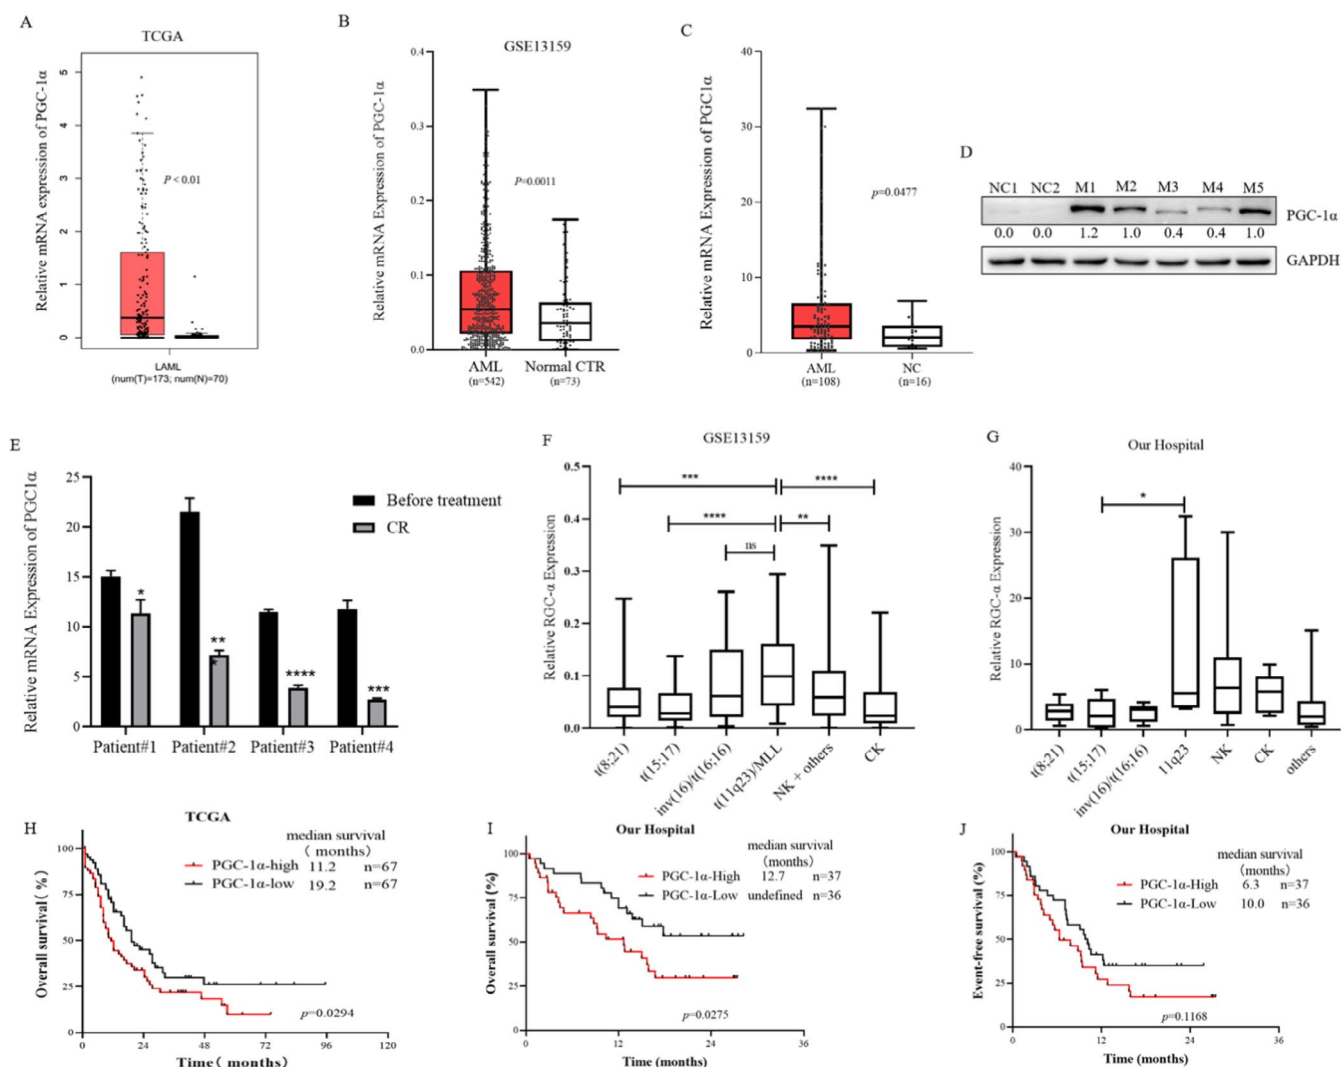 A
TCGA
Relative mRNA expression of PGC-1α
5
4
3
2
1
0
P < 0.01
LAML
(num(T)=173; num(N)=70)
B
GSE13159
Relative mRNA Expression of PGC-1α
0.4
0.3
0.2
0.1
0.0
P=0.0011
AML
(n=542)
Normal CTR
(n=73)
C
Relative mRNA Expression of PGC1α
40
30
20
10
0
p=0.0477
AML
(n=108)
NC
(n=16)
D
NC1 NC2 M1 M2 M3 M4 M5
PGC-1α
0.0 0.0 1.2 1.0 0.4 0.4 1.0
GAPDH
E
Relative mRNA Expression of PGC1α
25
20
15
10
5
0
Before treatment
CR
*
**
*
****
***
Patient#1 Patient#2 Patient#3 Patient#4
F
GSE13159
Relative RGC-α Expression
0.5
0.4
0.3
0.2
0.1
0.0
***
****
****
**
ns
t(8;21)
t(15;17)
inv(16)/t(16;16)
t(11q23)/MLL
NK + others
CK
G
Our Hospital
Relative RGC-α Expression
40
30
20
10
0
*
t(8;21)
t(15;17)
inv(16)/t(16;16)
11q23
NK
CK
others
H
TCGA
Overall survival (%)
100
75
50
25
0
median survival
( months)
PGC-1α-high 11.2 n=67
PGC-1α-low 19.2 n=67
p=0.0294
0 24 48 72 96 120
Time( months)
I
Our Hospital
Overall survival (%)
100
75
50
25
0
median survival
(months)
PGC-1α-High 12.7 n=37
PGC-1α-Low undefined n=36
p=0.0275
0 12 24 36
Time (months)
J
Our Hospital
Event-free survival (%)
100
75
50
25
0
median survival
(months)
PGC-1α-High 6.3 n=37
PGC-1α-Low 10.0 n=36
p=0.1168
0 12 24 36
Time (months)